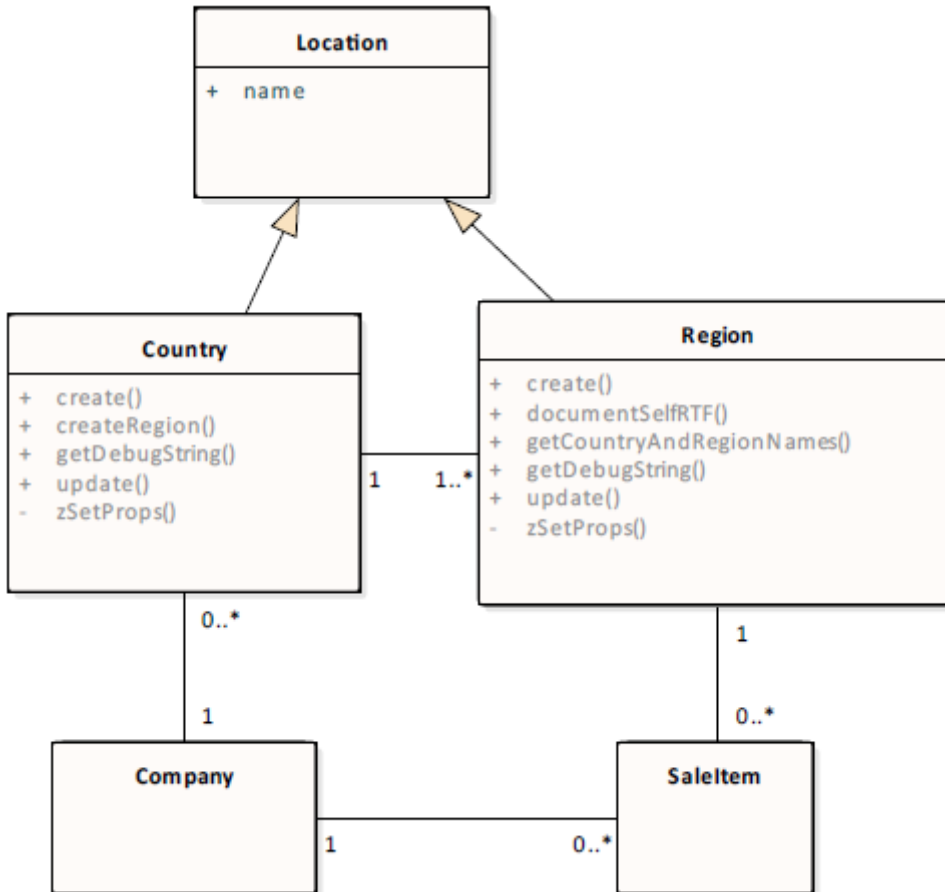 Location
+ name
Country
+ create()
+ createRegion()
+ getDebugString()
+ update()
- zSetProps()
Region
+ create()
+ documentSelfRTF()
+ getCountryAndRegionNames()
+ getDebugString()
+ update()
- zSetProps()
1 1..*
0..*
1
1
0..*
Company
SaleItem
1 0..*